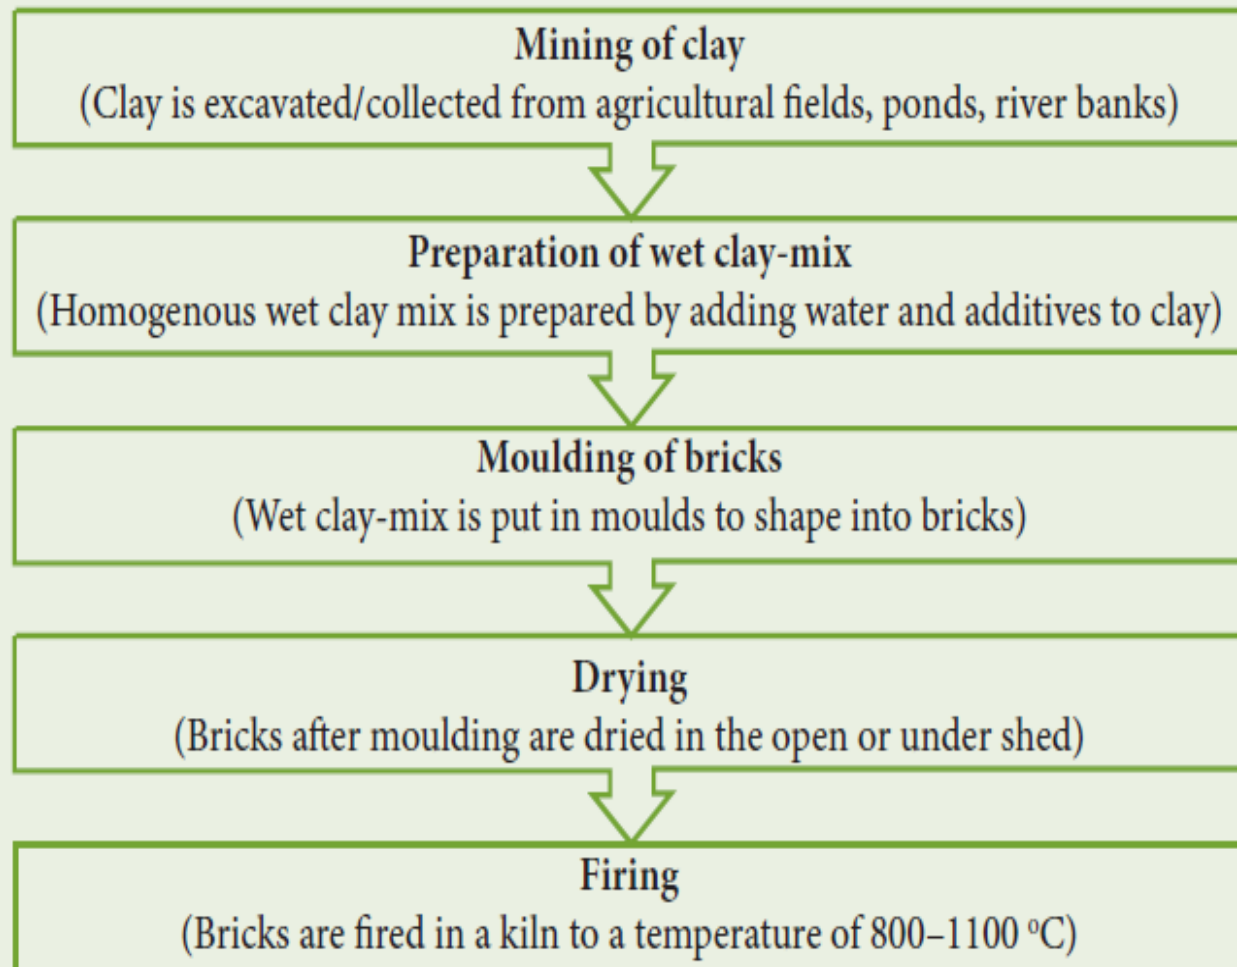 Mining of clay
(Clay is excavated/collected from agricultural fields, ponds, river banks)
Preparation of wet clay-mix
(Homogenous wet clay mix is prepared by adding water and additives to clay)
Moulding of bricks
(Wet clay-mix is put in moulds to shape into bricks)
Drying
(Bricks after moulding are dried in the open or under shed)
Firing
(Bricks are fired in a kiln to a temperature of 800–1100 °C)